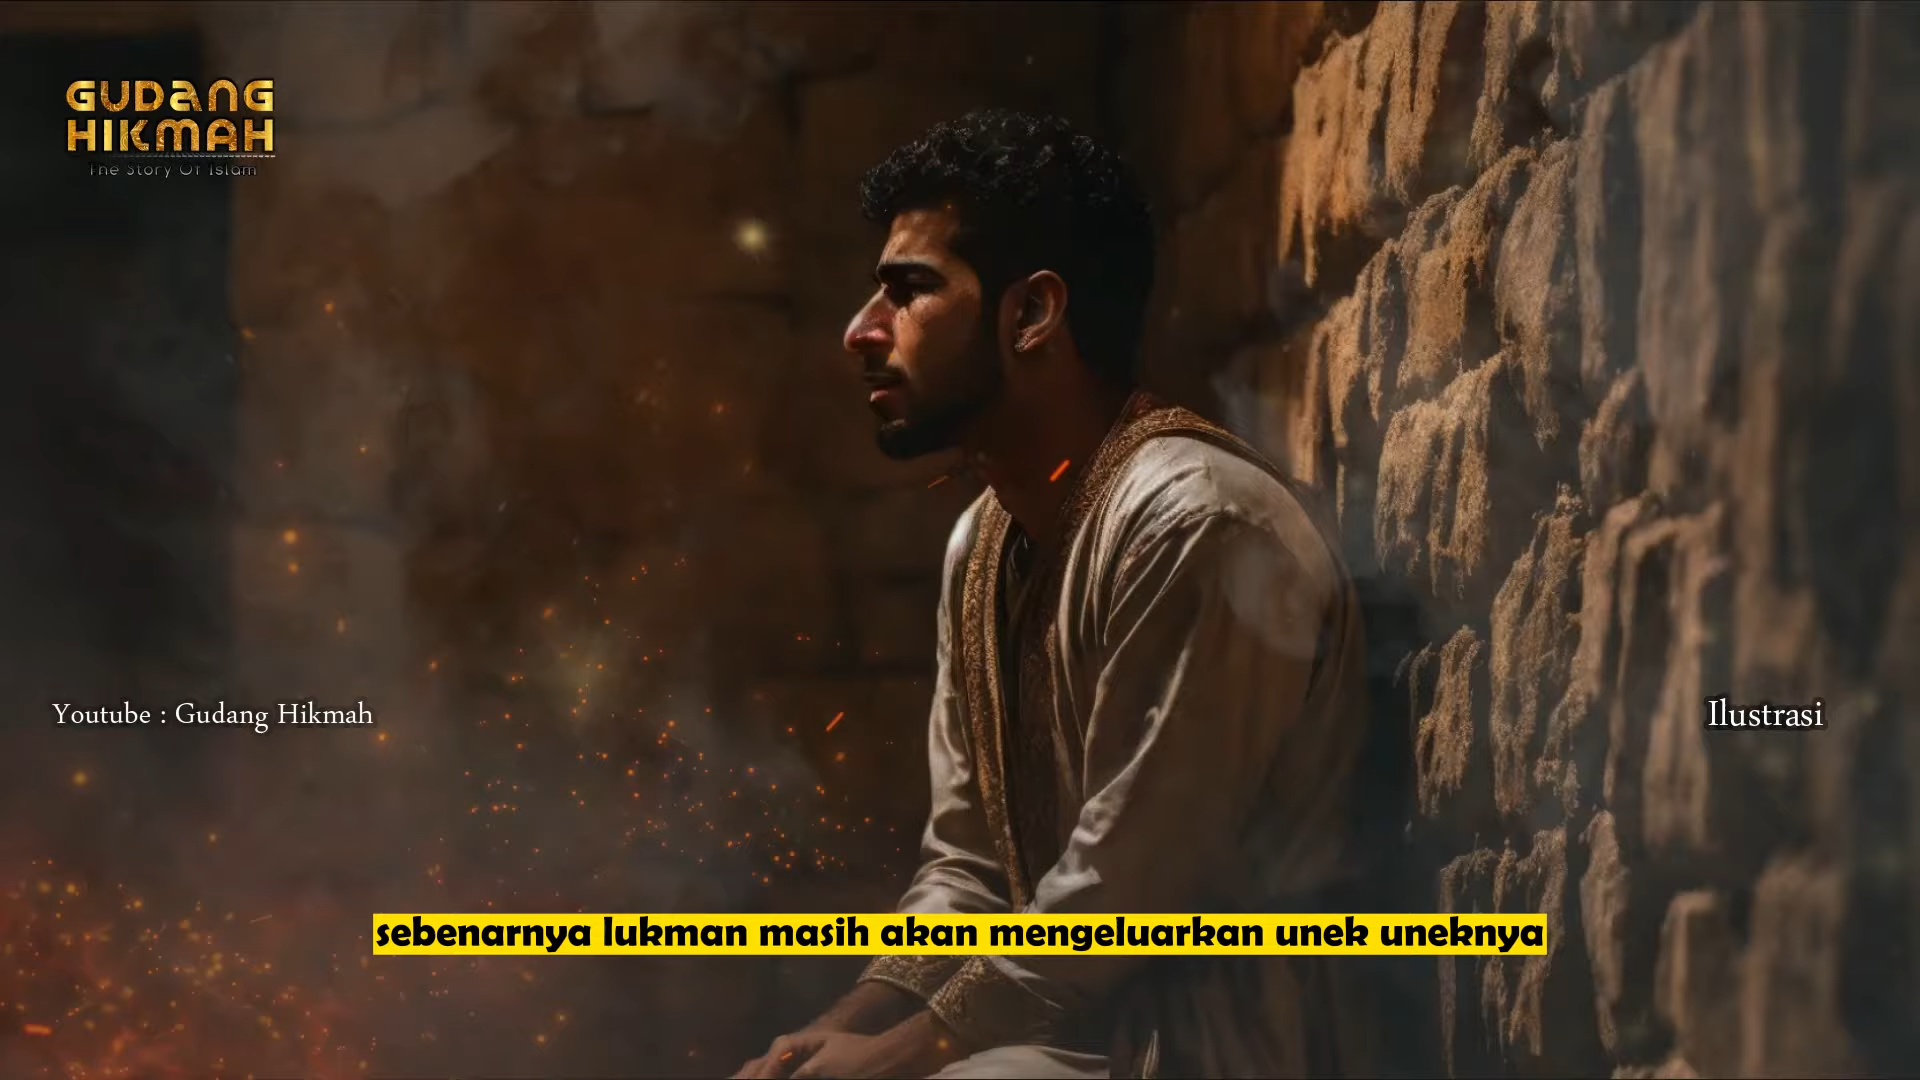 GUDANG
HIKMAH
The Story Of Islam
Youtube : Gudang Hikmah
Ilustrasi
sebenarnya lukman masih akan mengeluarkan unek uneknya